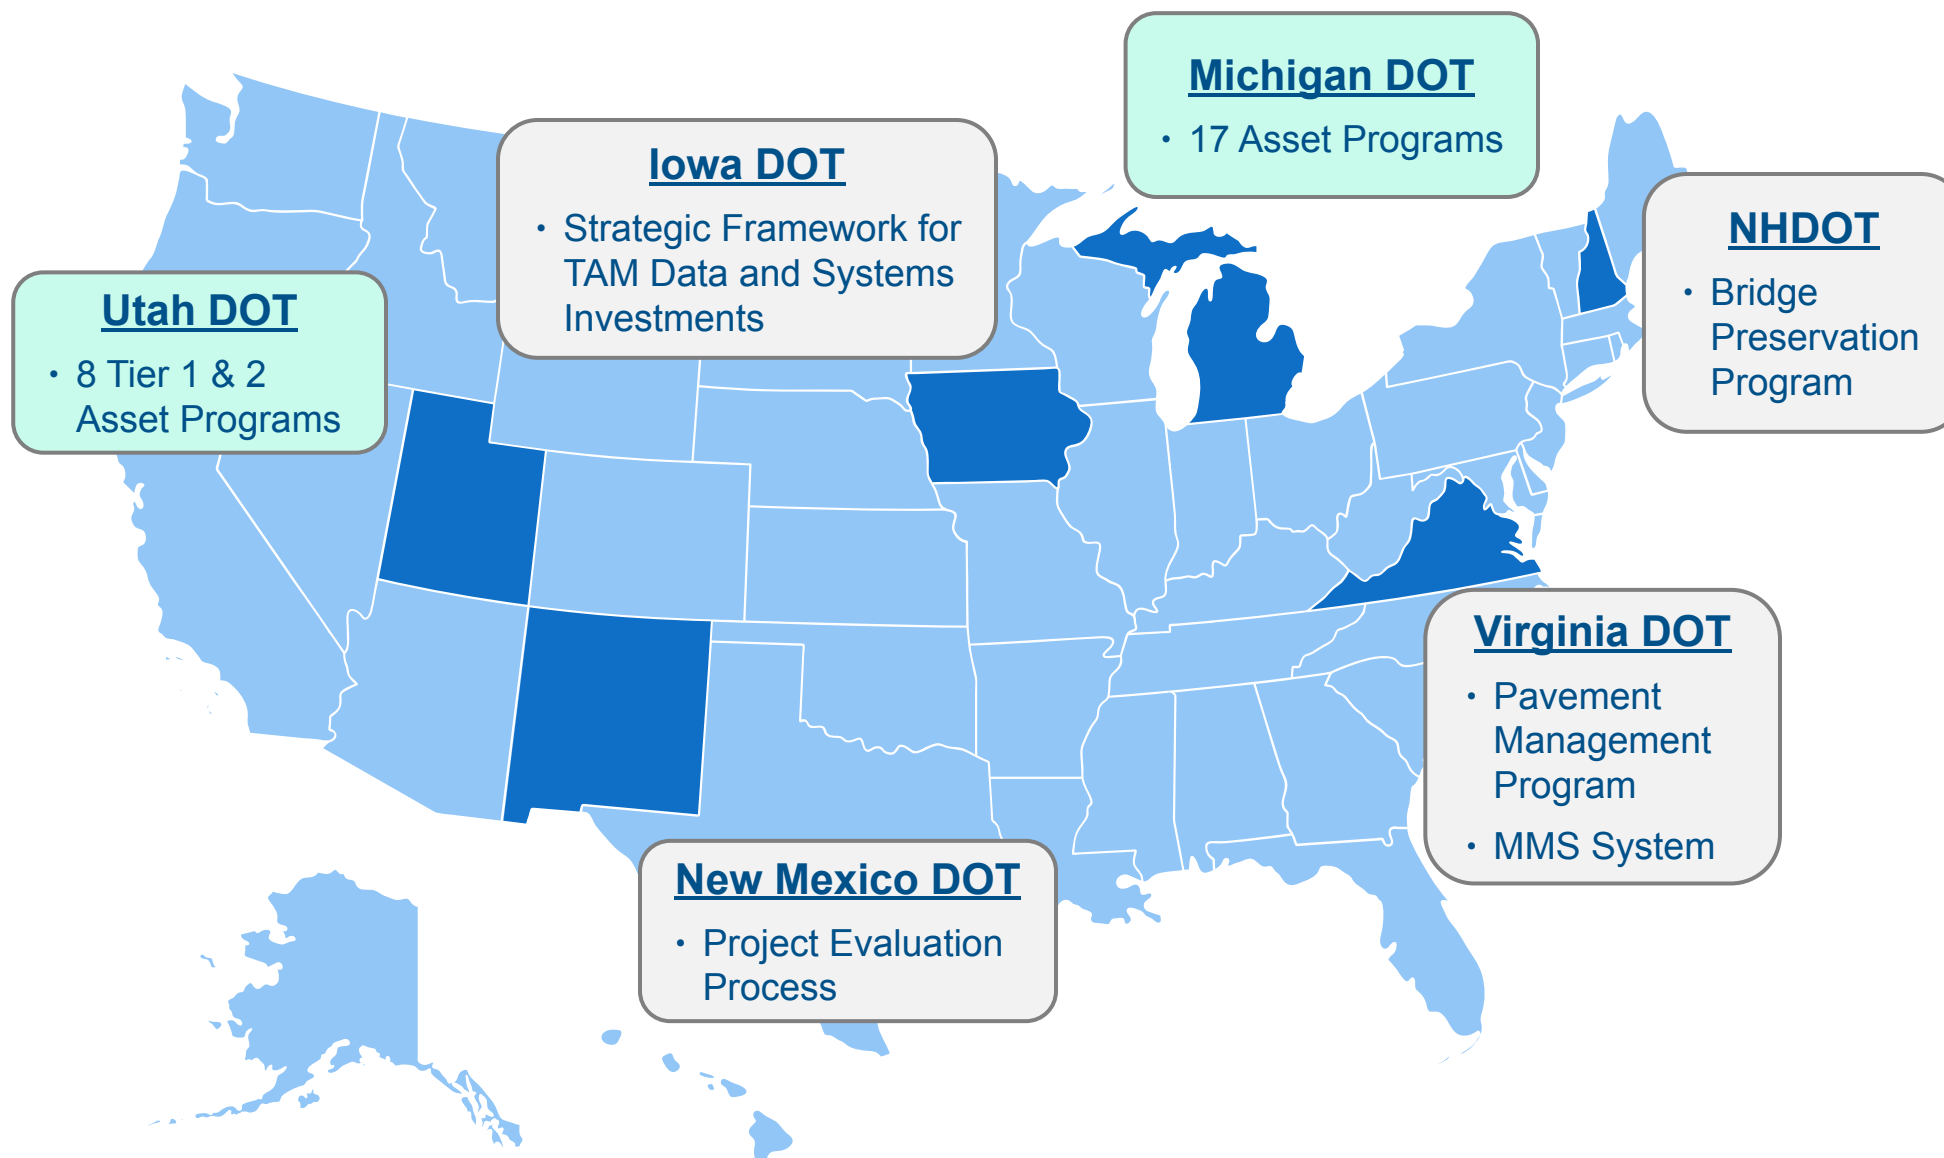 Michigan DOT
• 17 Asset Programs
Iowa DOT
• Strategic Framework for
TAM Data and Systems
Investments
NHDOT
• Bridge
Preservation
Program
Utah DOT
• 8 Tier 1 & 2
Asset Programs
Virginia DOT
• Pavement
Management
Program
• MMS System
New Mexico DOT
• Project Evaluation
Process